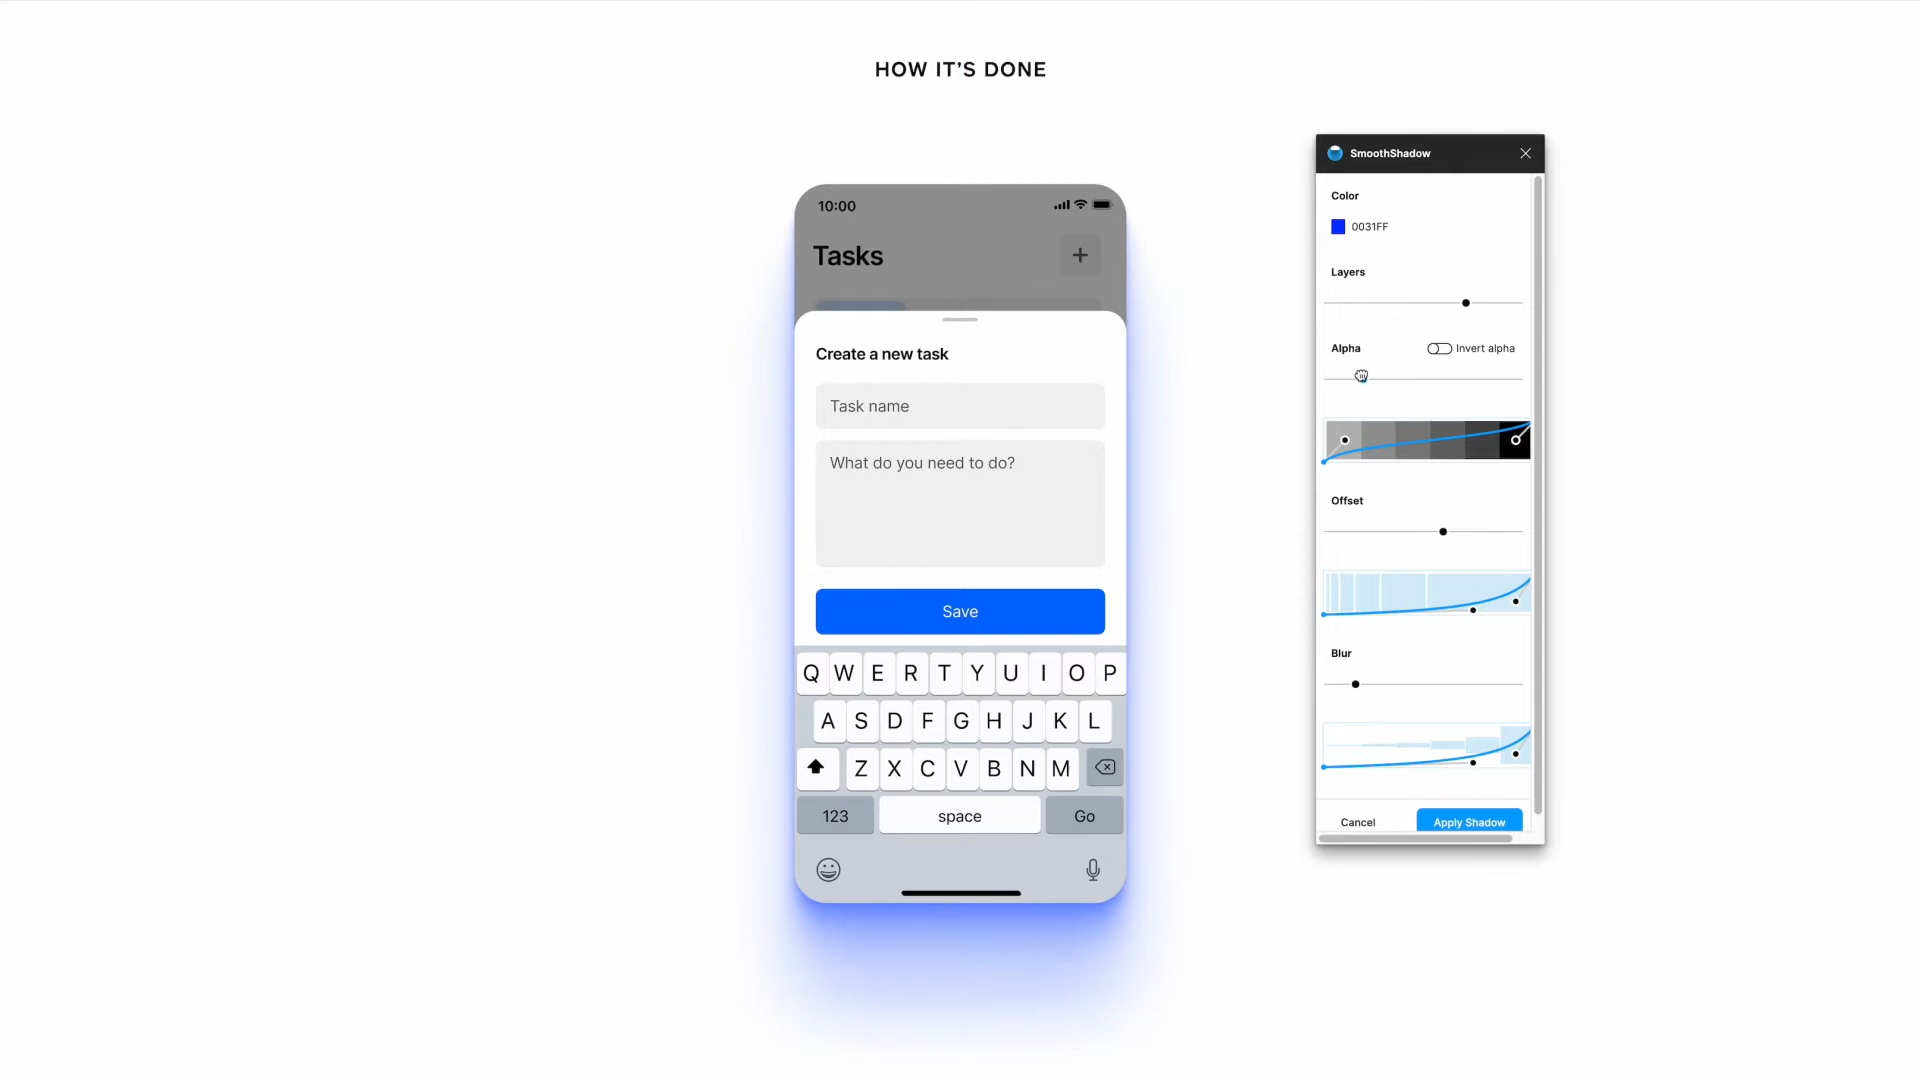 HOW IT’S DONE
10:00
Tasks
Create a new task
Task name
What do you need to do?
Save
Q W E R T Y U I O P
A S D F G H J K L
Z X C V B N M
123 space Go
SmoothShadow
Color
0031FF
Layers
Alpha Invert alpha
Offset
Blur
Cancel Apply Shadow